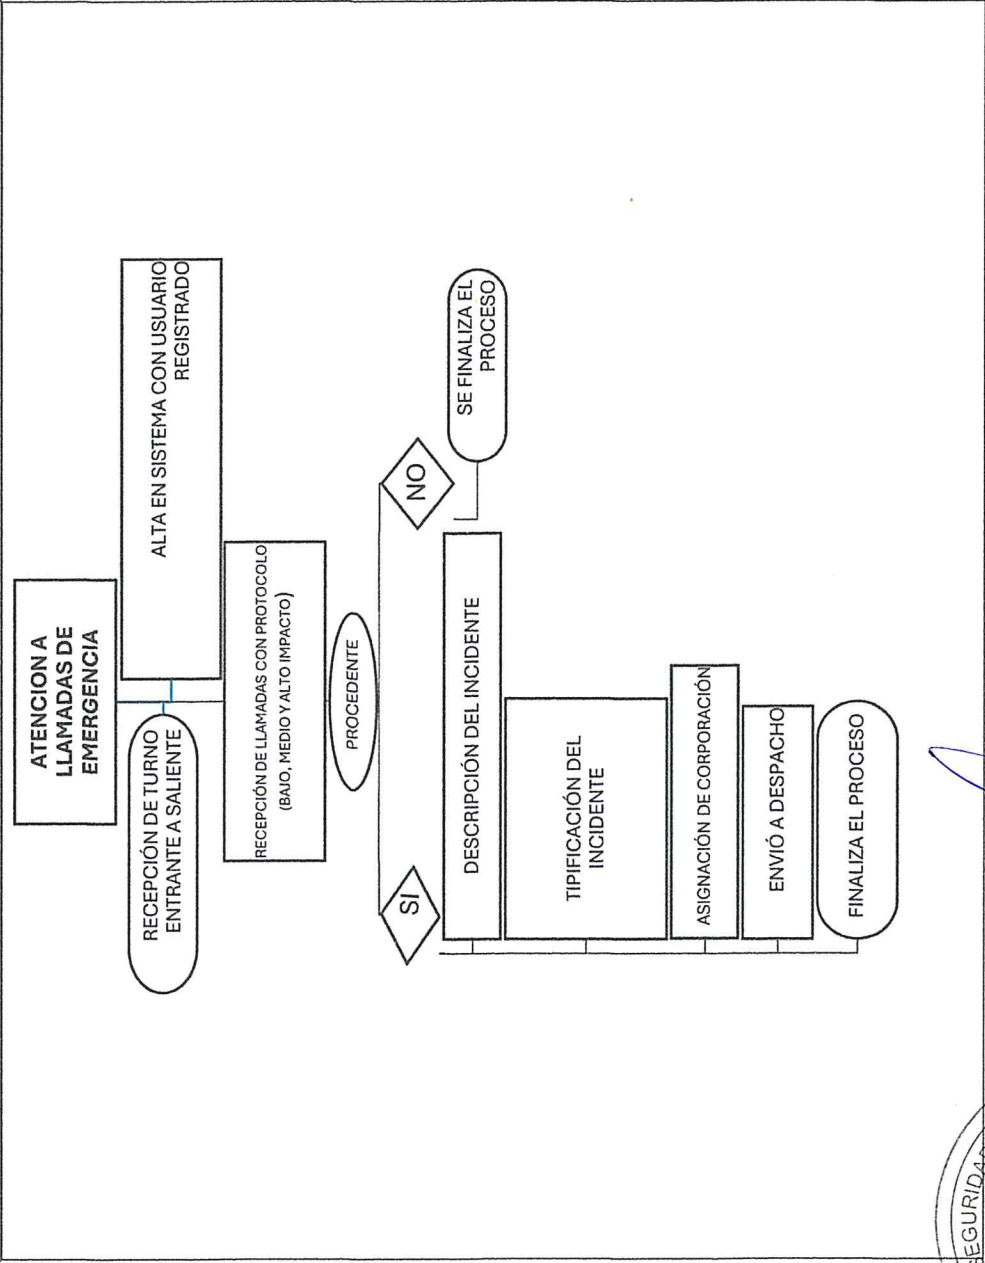 ATENCION A
LLAMADAS DE
EMERGENCIA
RECEPCIÓN DE TURNO
ENTRANTE A SALIENTE
ALTA EN SISTEMA CON USUARIO
REGISTRADO
RECEPCIÓN DE LLAMADAS CON PROTOCOLO
(BAJO, MEDIO Y ALTO IMPACTO)
PROCEDENTE
SI
NO
DESCRIPCIÓN DEL INCIDENTE
SE FINALIZA EL
PROCESO
TIPIFICACIÓN DEL
INCIDENTE
ASIGNACIÓN DE CORPORACIÓN
ENVIÓ A DESPACHO
FINALIZA EL PROCESO